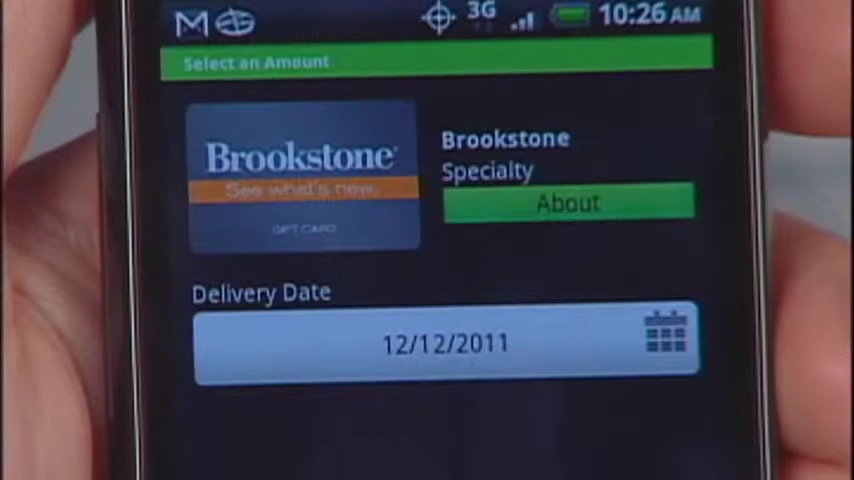 3G 10:26 AM
Select an Amount
Brookstone
See what's new.
GIFT CARD
Brookstone
Specialty
About
Delivery Date
12/12/2011